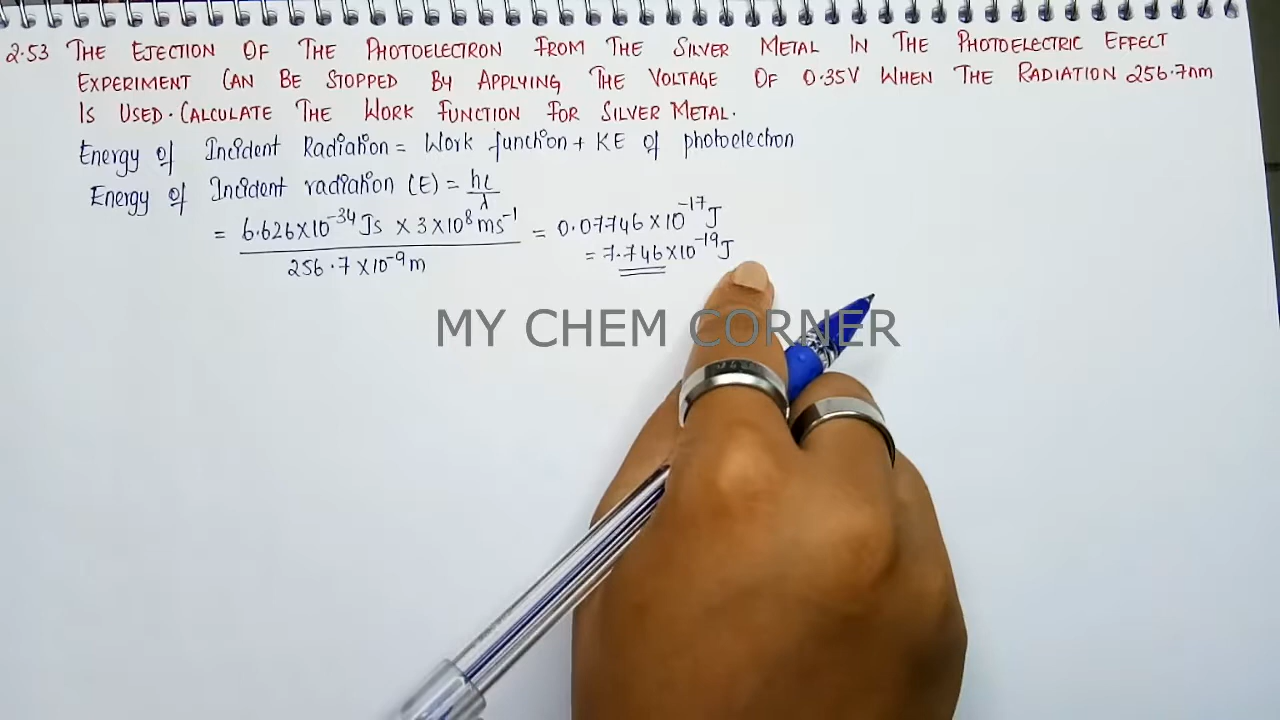 2.53 THE EJECTION OF THE PHOTOELECTRON FROM THE SILVER METAL IN THE PHOTOELECTRIC EFFECT
EXPERIMENT CAN BE STOPPED BY APPLYING THE VOLTAGE OF 0.35V WHEN THE RADIATION 256.7nm
IS USED. CALCULATE THE WORK FUNCTION FOR SILVER METAL.
Energy of Incident Radiation = Work function + KE of photoelectron
Energy of Incident radiation (E) = hc/λ
= 6.626×10⁻³⁴ Js × 3×10⁸ ms⁻¹ = 0.07746×10⁻¹⁷ J
256.7×10⁻⁹ m = 7.746×10⁻¹⁹ J
MY CHEM CORNER